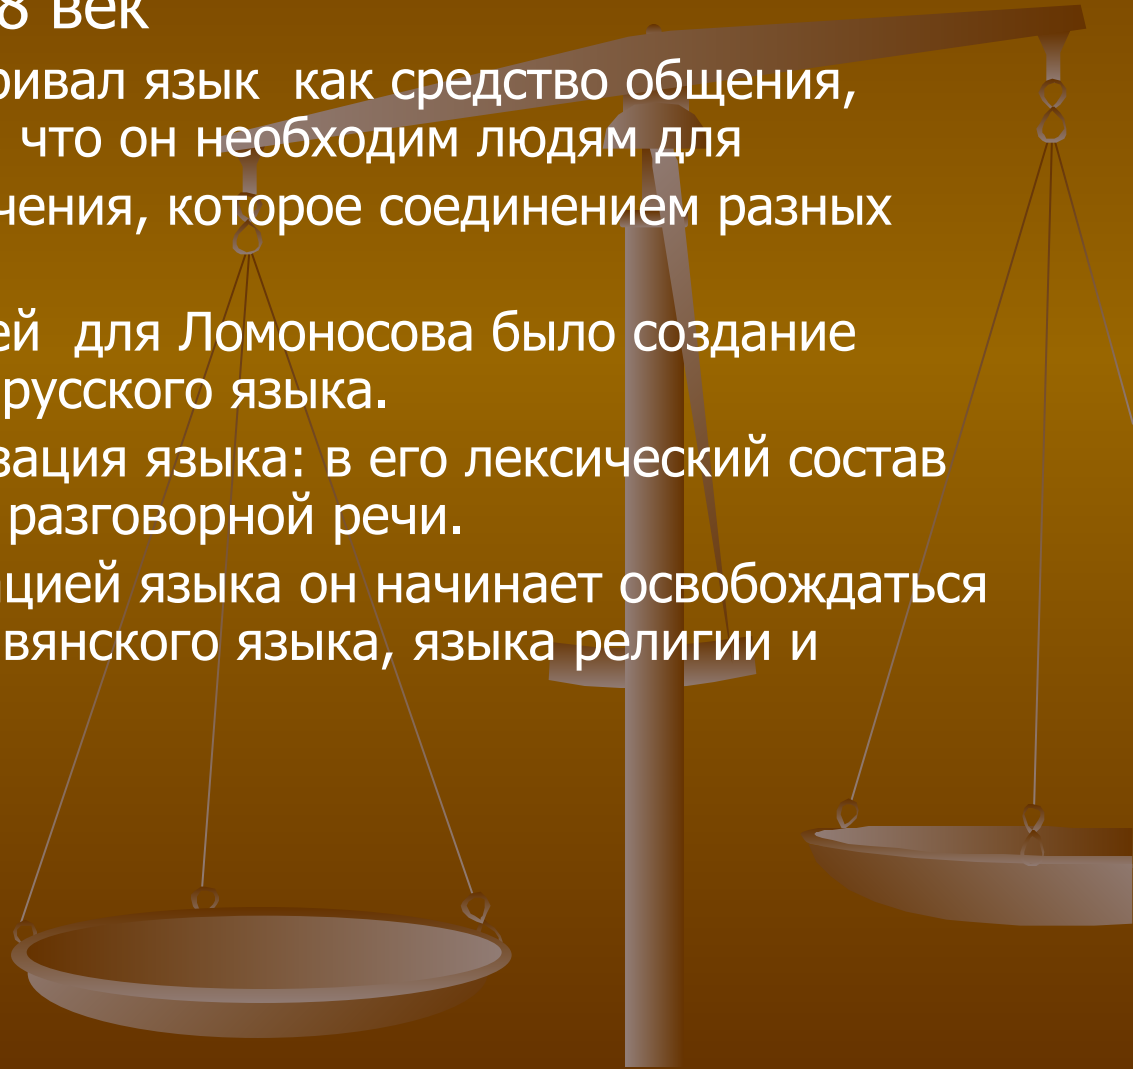 8 век
ривал язык  как средство общения,
что он необходим людям для
чения, которое соединением разных
ей  для Ломоносова было создание
русского языка.
зация языка: в его лексический состав
разговорной речи.
цией языка он начинает освобождаться
вянского языка, языка религии и